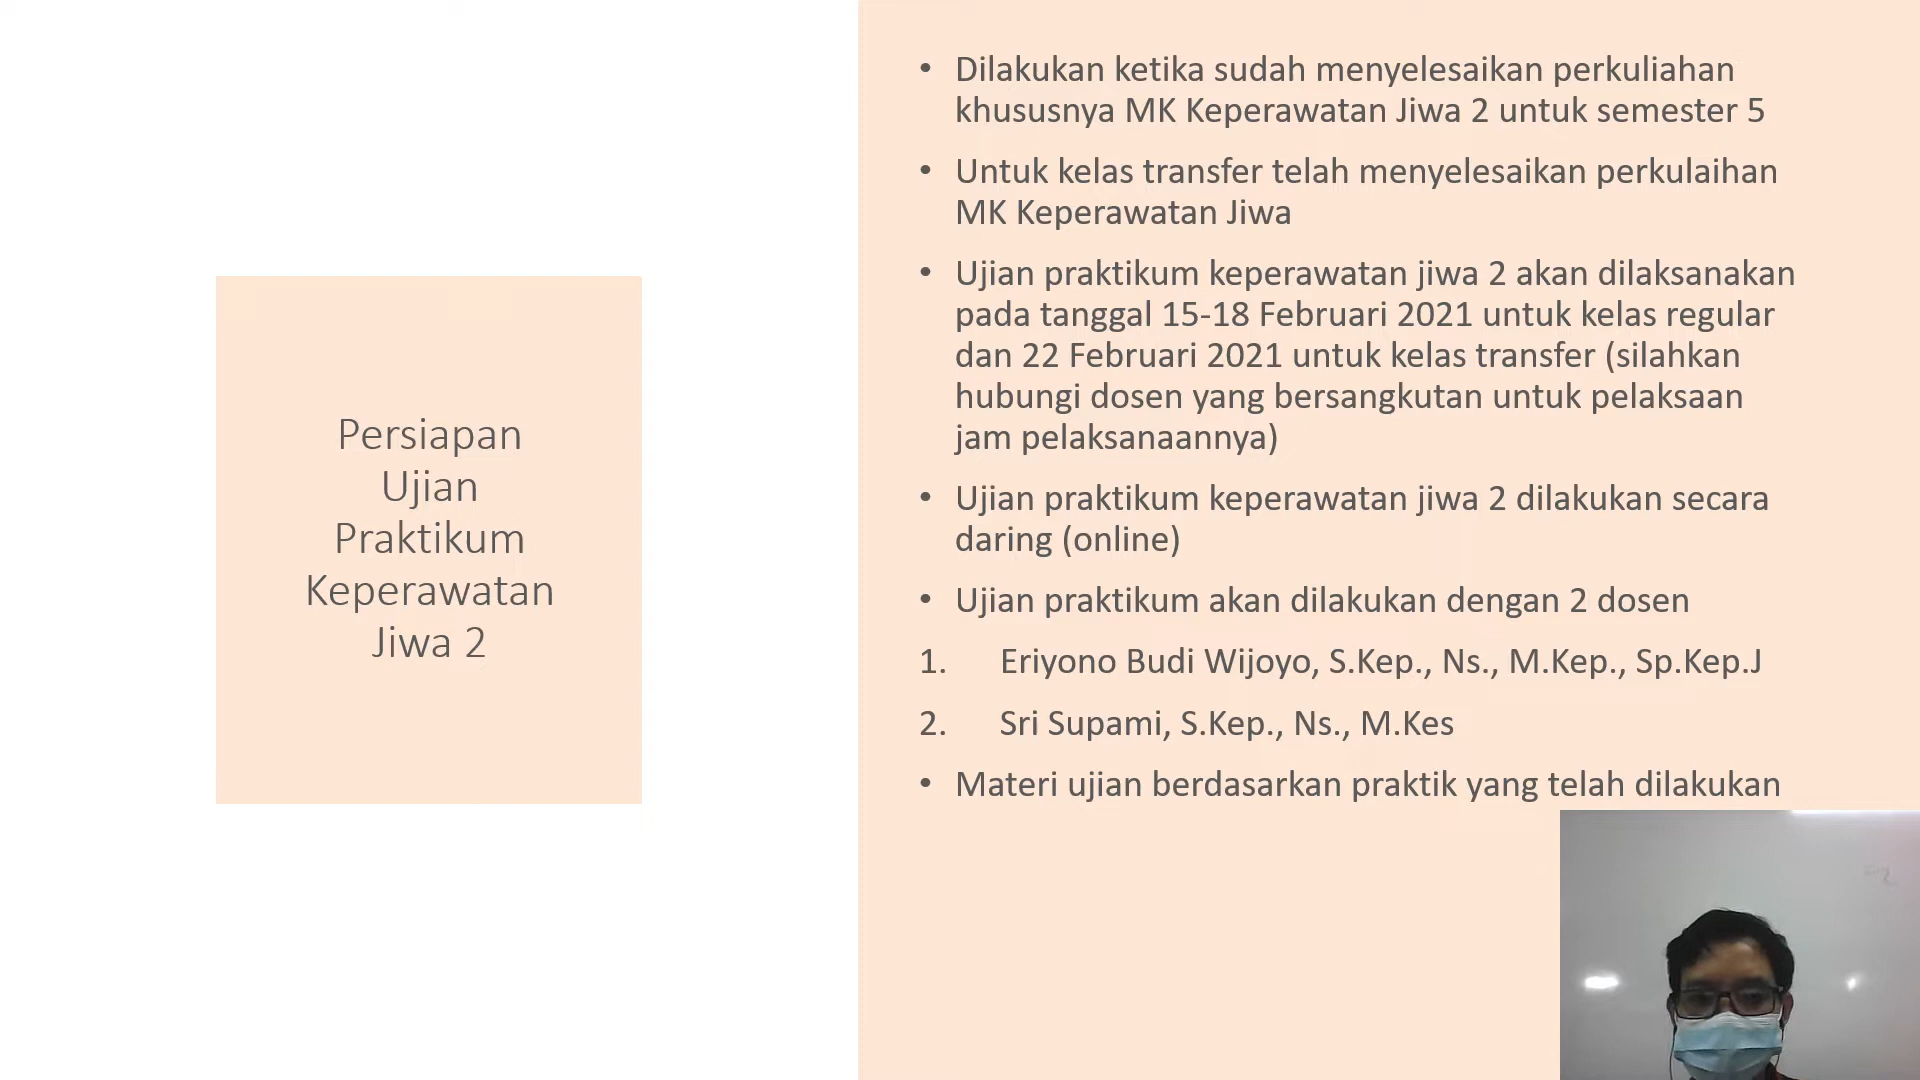 Persiapan
Ujian
Praktikum
Keperawatan
Jiwa 2
• Dilakukan ketika sudah menyelesaikan perkuliahan
khususnya MK Keperawatan Jiwa 2 untuk semester 5
• Untuk kelas transfer telah menyelesaikan perkulaihan
MK Keperawatan Jiwa
• Ujian praktikum keperawatan jiwa 2 akan dilaksanakan
pada tanggal 15-18 Februari 2021 untuk kelas regular
dan 22 Februari 2021 untuk kelas transfer (silahkan
hubungi dosen yang bersangkutan untuk pelaksaan
jam pelaksanaannya)
• Ujian praktikum keperawatan jiwa 2 dilakukan secara
daring (online)
• Ujian praktikum akan dilakukan dengan 2 dosen
1. Eriyono Budi Wijoyo, S.Kep., Ns., M.Kep., Sp.Kep.J
2. Sri Supami, S.Kep., Ns., M.Kes
• Materi ujian berdasarkan praktik yang telah dilakukan